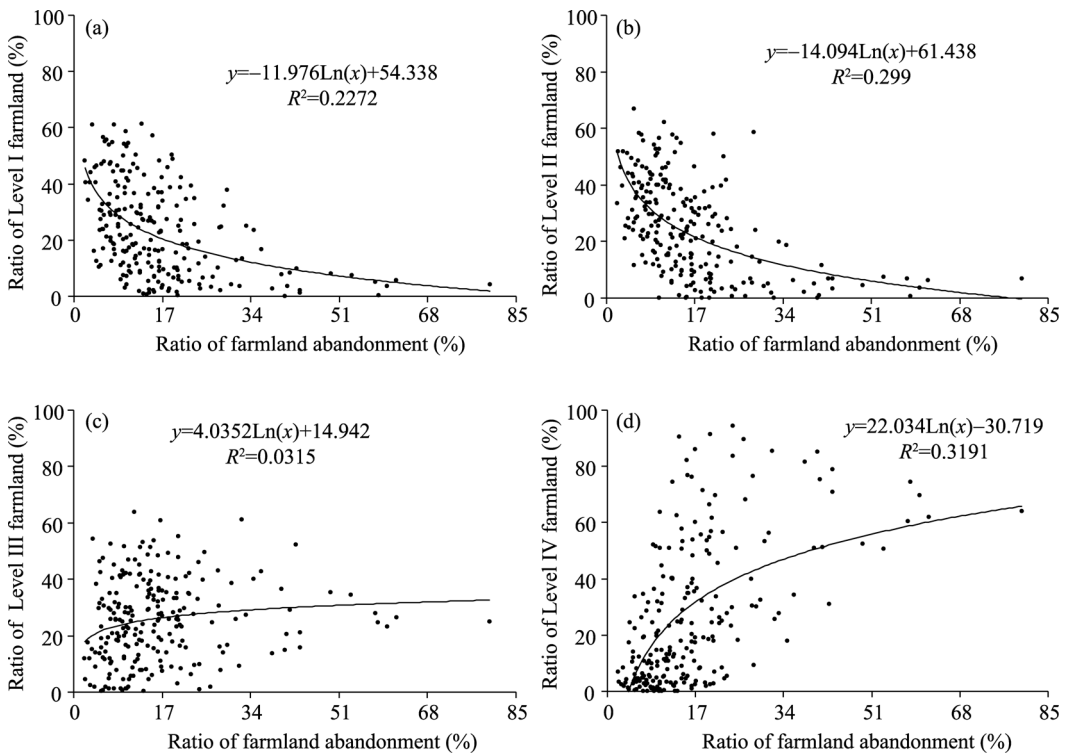 (a)
y=−11.976Ln(x)+54.338
R²=0.2272
100
80
60
40
20
0
0 17 34 51 68 85
Ratio of Level I farmland (%)
Ratio of farmland abandonment (%)
(b)
y=−14.094Ln(x)+61.438
R²=0.299
100
80
60
40
20
0
0 17 34 51 68 85
Ratio of Level II farmland (%)
Ratio of farmland abandonment (%)
(c)
y=4.0352Ln(x)+14.942
R²=0.0315
100
80
60
40
20
0
0 17 34 51 68 85
Ratio of Level III farmland (%)
Ratio of farmland abandonment (%)
(d)
y=22.034Ln(x)−30.719
R²=0.3191
100
80
60
40
20
0
0 17 34 51 68 85
Ratio of Level IV farmland (%)
Ratio of farmland abandonment (%)